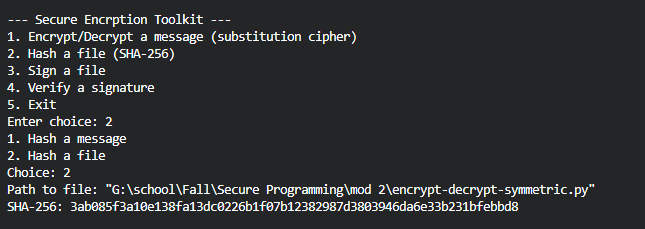 --- Secure Encrption Toolkit ---
1. Encrypt/Decrypt a message (substitution cipher)
2. Hash a file (SHA-256)
3. Sign a file
4. Verify a signature
5. Exit
Enter choice: 2
1. Hash a message
2. Hash a file
Choice: 2
Path to file: "G:\school\Fall\Secure Programming\mod 2\encrypt-decrypt-symmetric.py"
SHA-256: 3ab085f3a10e138fa13dc0226b1f07b12382987d3803946da6e33b231bfebbd8